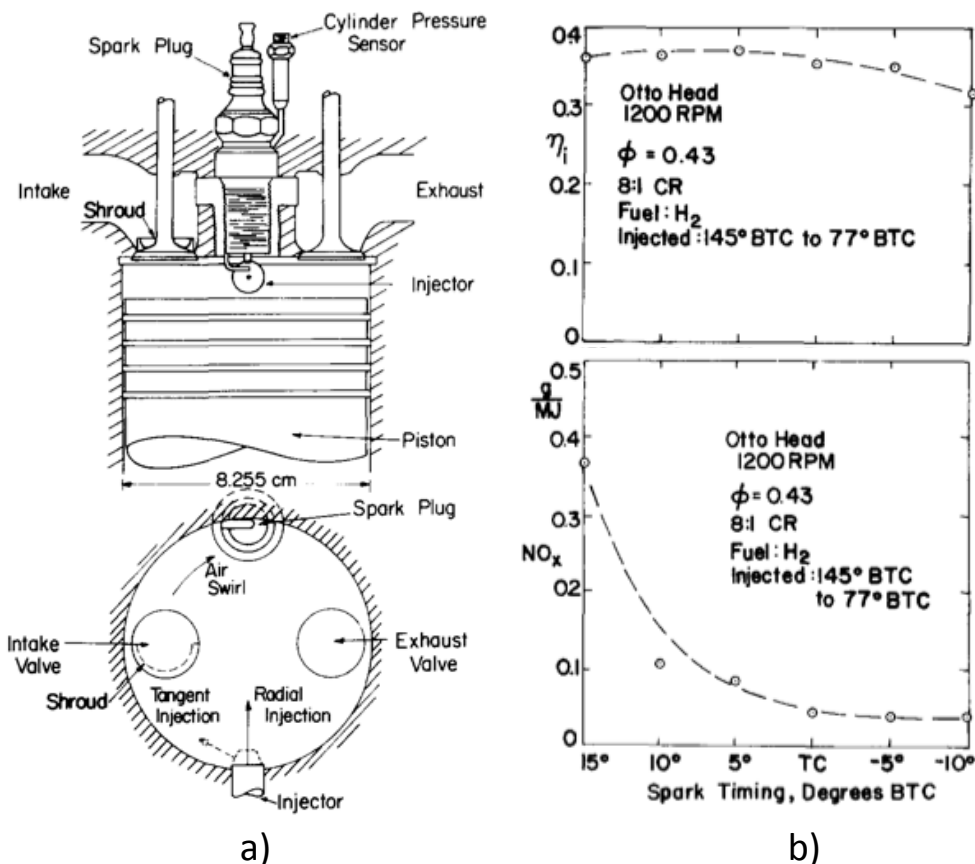 Cylinder Pressure
Sensor
Spark Plug
Intake
Exhaust
Shroud
Injector
Piston
8.255 cm
Spark Plug
Air
Swirl
Intake
Valve
Exhaust
Valve
Shroud
Tangent
Injection
Radial
Injection
Injector
a)
0.4
0.3
ηi
0.2
0.1
0
Otto Head
1200 RPM
ϕ = 0.43
8:1 CR
Fuel: H2
Injected: 145° BTC to 77° BTC
0.5
g/MJ
0.4
0.3
NOx
0.2
0.1
0
Otto Head
1200 RPM
ϕ = 0.43
8:1 CR
Fuel: H2
Injected: 145° BTC
to 77° BTC
15° 10° 5° TC -5° -10°
Spark Timing, Degrees BTC
b)